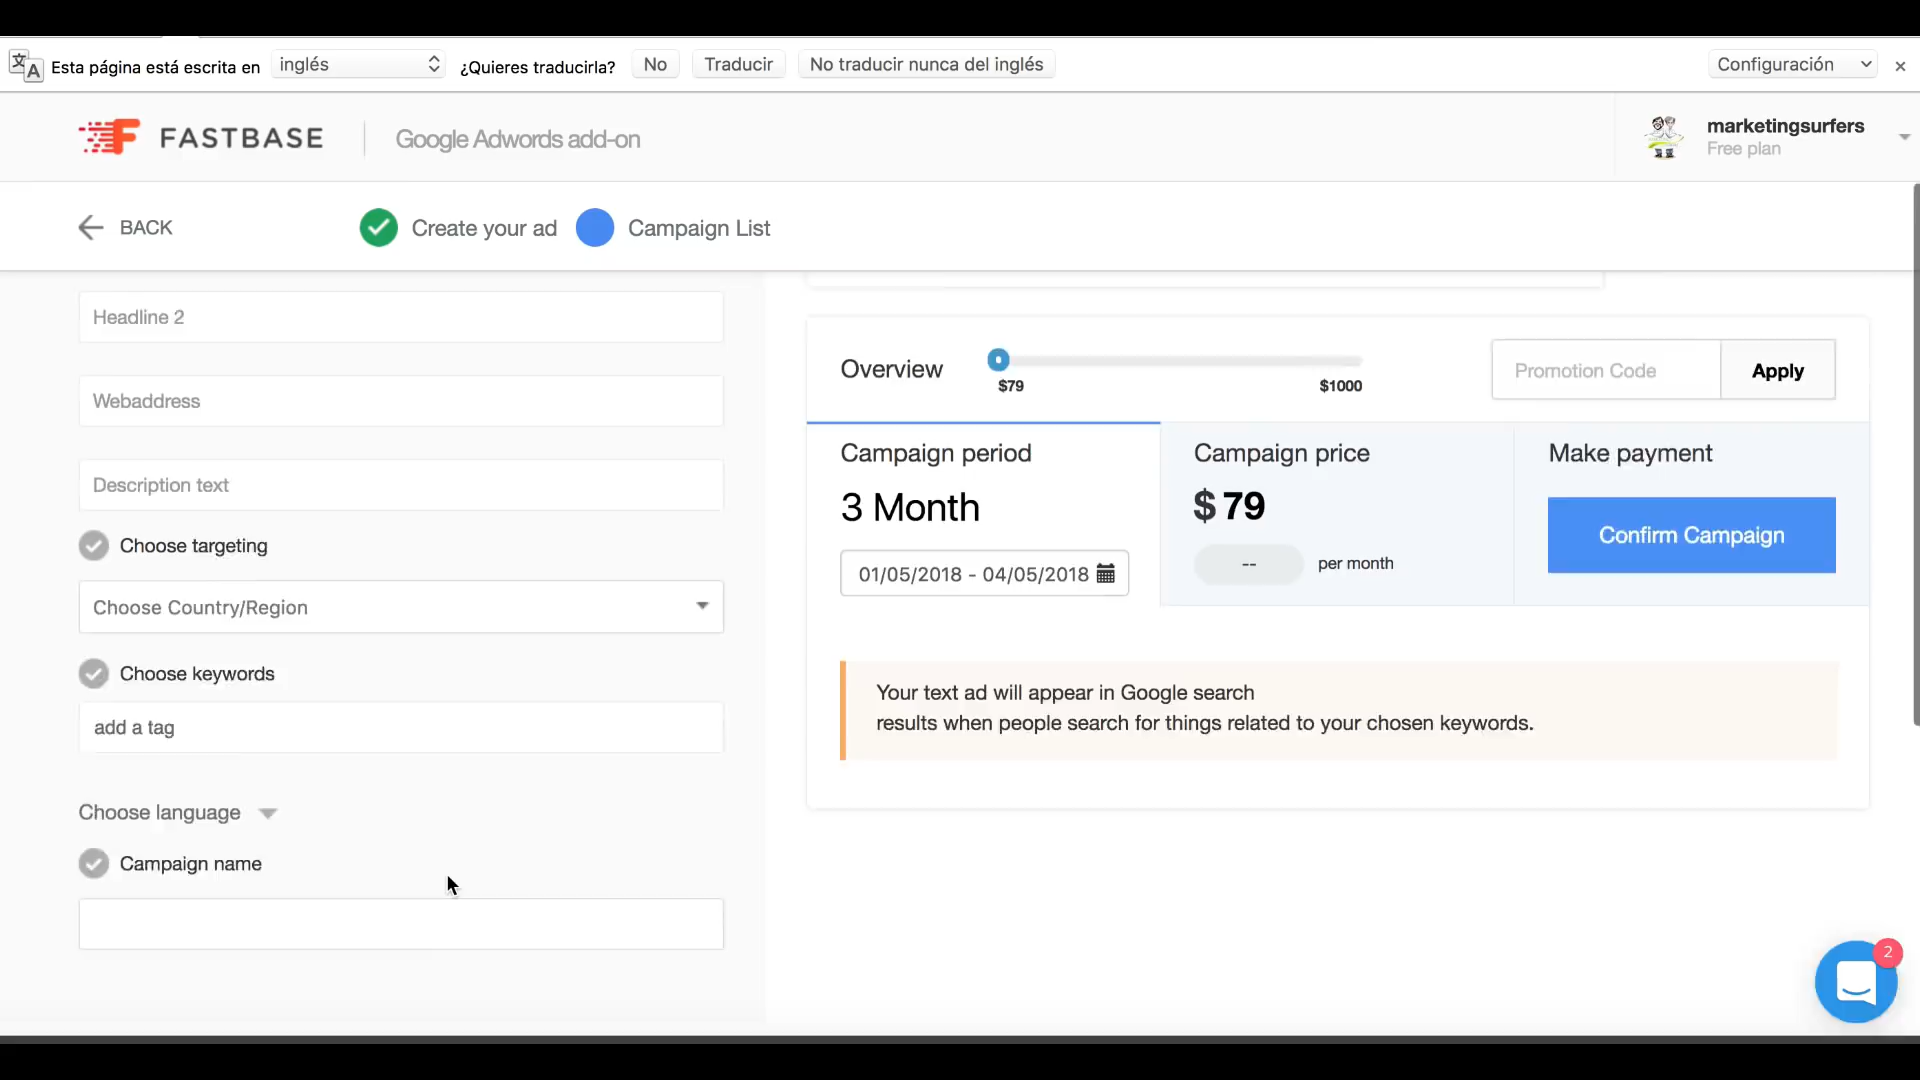 Esta página está escrita en inglés ¿Quieres traducirla? No Traducir No traducir nunca del inglés Configuración
FASTBASE Google Adwords add-on
marketingsurfers
Free plan
BACK Create your ad Campaign List
Headline 2
Webaddress
Description text
Choose targeting
Choose Country/Region
Choose keywords
add a tag
Choose language
Campaign name
Overview
$79 $1000
Promotion Code Apply
Campaign period
3 Month
01/05/2018 - 04/05/2018
Campaign price
$ 79
-- per month
Make payment
Confirm Campaign
Your text ad will appear in Google search
results when people search for things related to your chosen keywords.
2